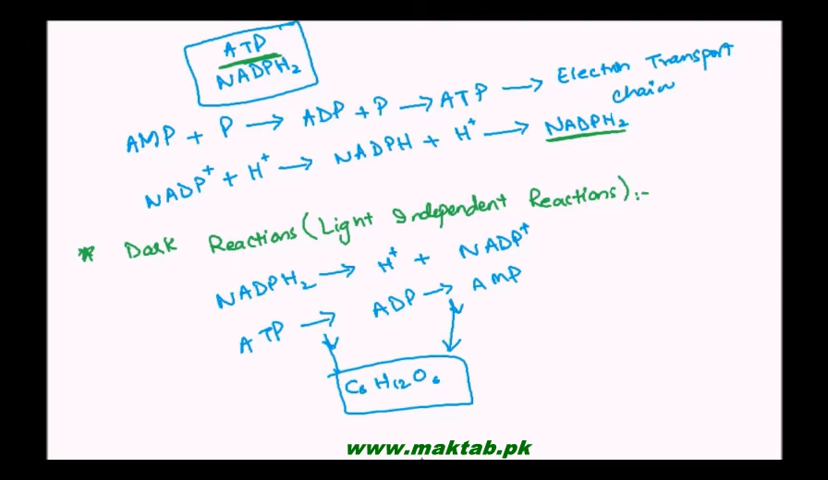 ATP
NADPH₂
AMP + P → ADP + P → ATP → Electron Transport chain
NADP⁺ + H⁺ → NADPH + H⁺ → NADPH₂
* Dark Reactions (Light Independent Reactions):-
NADPH₂ → H⁺ + NADP⁺
ATP → ADP → AMP
C₆H₁₂O₆
www.maktab.pk